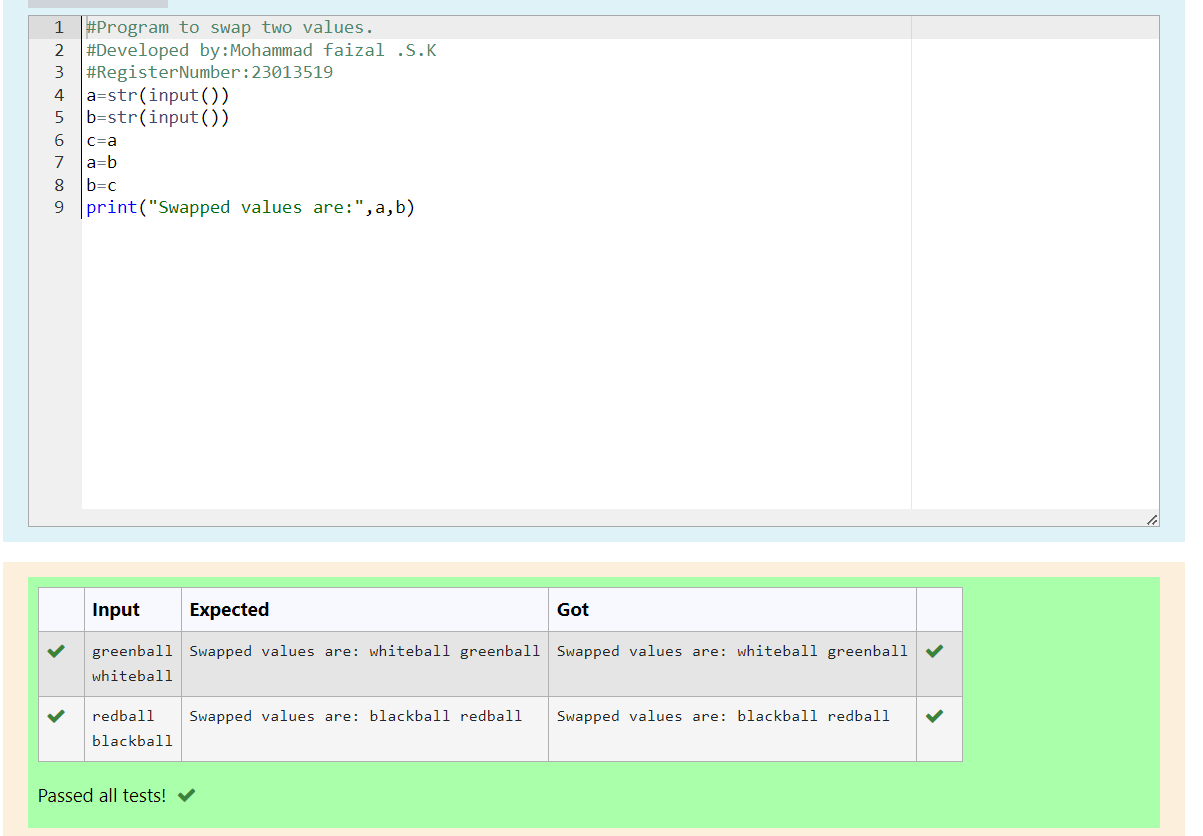 1 #Program to swap two values.
2 #Developed by:Mohammad faizal .S.K
3 #RegisterNumber:23013519
4 a=str(input())
5 b=str(input())
6 c=a
7 a=b
8 b=c
9 print("Swapped values are:",a,b)
Input Expected Got
greenball Swapped values are: whiteball greenball Swapped values are: whiteball greenball
whiteball
redball Swapped values are: blackball redball Swapped values are: blackball redball
blackball
Passed all tests!